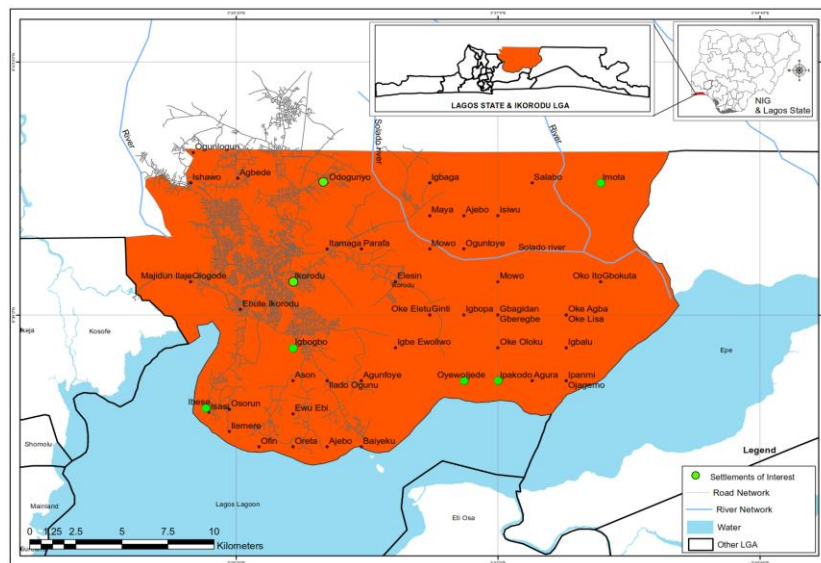 LAGOS STATE & IKORODU LGA
NIG
& Lagos State
River
Solado river
River
Ogunlogun
Ishawo
Agbede
Odogunyo
Igbaga
Salabo
Imota
Maya
Ajebo
Isiwu
Itamaga
Parafa
Mowo
Oguntoye
Solado river
Majidun Ilaje
Ologode
Ikorodu
Elesin
Ikorodu
Mowo
Oko Ito
Gbokuta
Ebute Ikorodu
Oke Eletu
Ginti
Igbopa
Gbagidan
Gberegbe
Oke Agba
Oke Lisa
Kosofe
Igbogbo
Igbe Ewoliwo
Oke Oloku
Igbalu
Epe
Ason
Ilado Ogunu
Agunfoye
Oyewolijede
Ipakodo
Agura
Ipanmi
Ojagemo
Ibese
Isasi
Osorun
Ewu Ebi
Ilemere
Ofin
Oreta
Ajebo
Baiyeku
Shomolu
Mainland
Lagos Lagoon
Eti Osa
0 1.25 2.5 5 7.5 10
Kilometers
Legend
Settlements of Interest
Road Network
River Network
Water
Other LGA